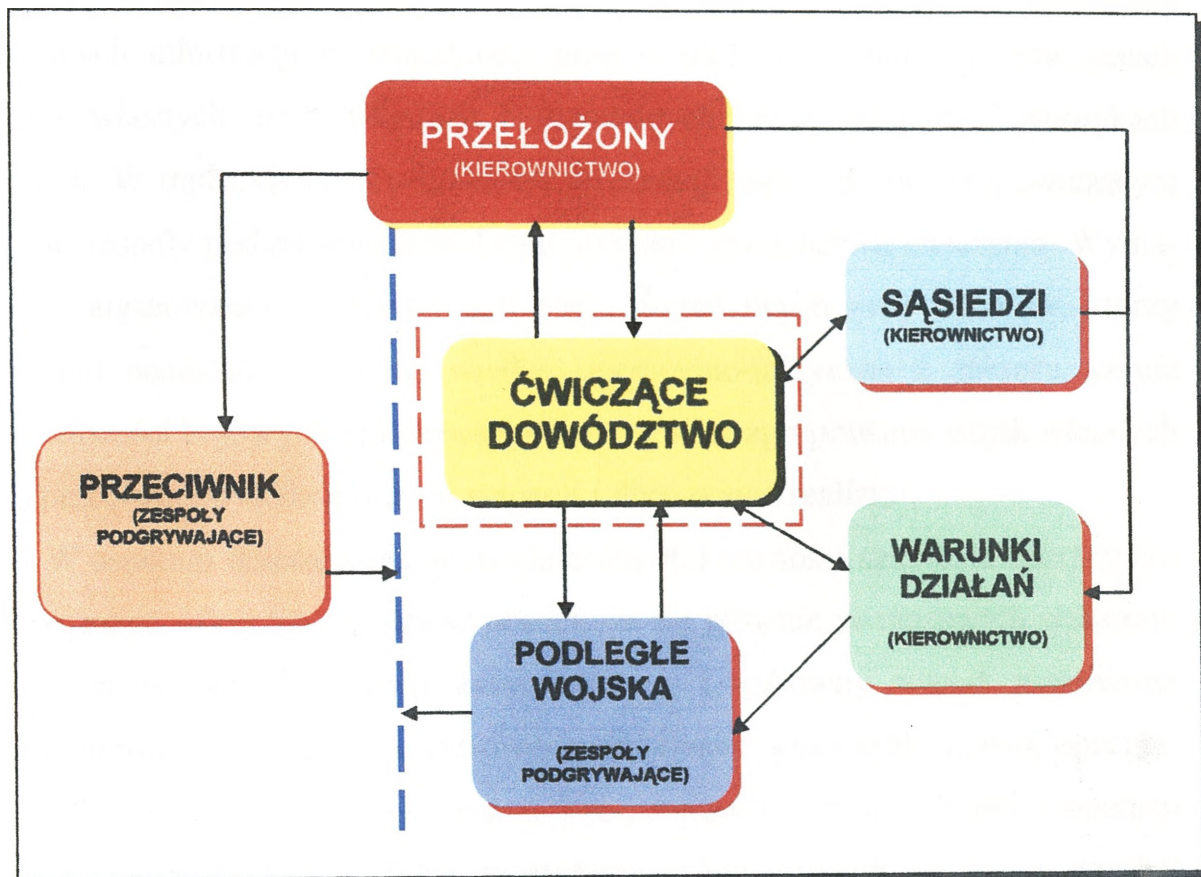 PRZEŁOŻONY
(KIEROWNICTWO)
SĄSIEDZI
(KIEROWNICTWO)
ĆWICZĄCE
DOWÓDZTWO
PRZECIWNIK
(ZESPOŁY
PODGRYWAJĄCE)
WARUNKI
DZIAŁAŃ
(KIEROWNICTWO)
PODLEGŁE
WOJSKA
(ZESPOŁY
PODGRYWAJĄCE)